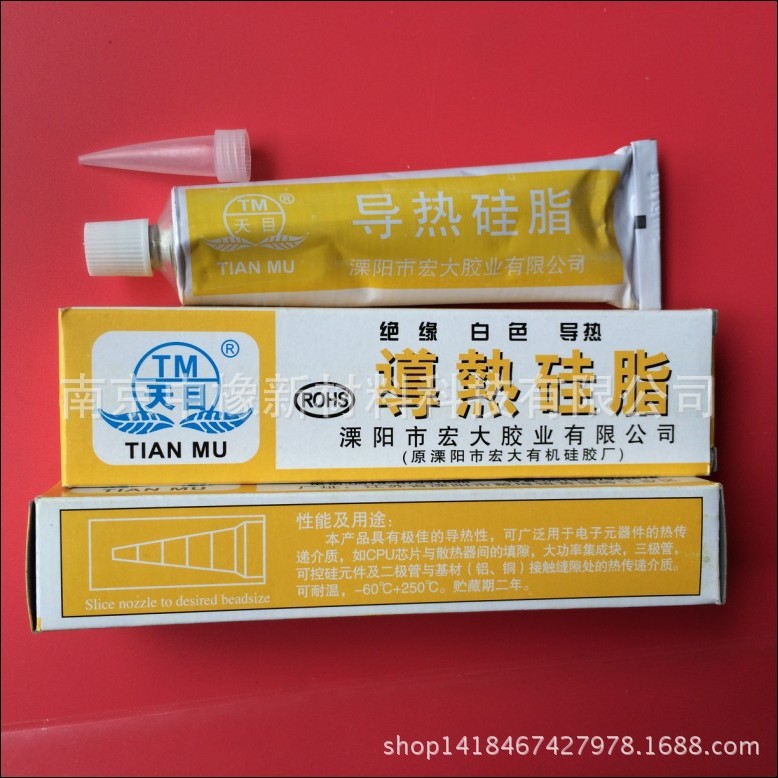 TM
®
天目
TIAN MU
导热硅脂
溧阳市宏大胶业有限公司
TM
®
天目
TIAN MU
绝缘 白色 导热
ROHS
導熱硅脂
溧阳市宏大胶业有限公司
(原溧阳市宏大有机硅胶厂)
Slice nozzle to desired beadsize
性能及用途：
本产品具有极佳的导热性，可广泛用于电子元器件的热传
递介质，如CPU芯片与散热器间的填隙，大功率集成块，三极管，
可控硅元件及二极管与基材（铝、铜）接触缝隙处的热传递介质。
可耐温，-60℃+250℃。贮藏期二年。
shop1418467427978.1688.com